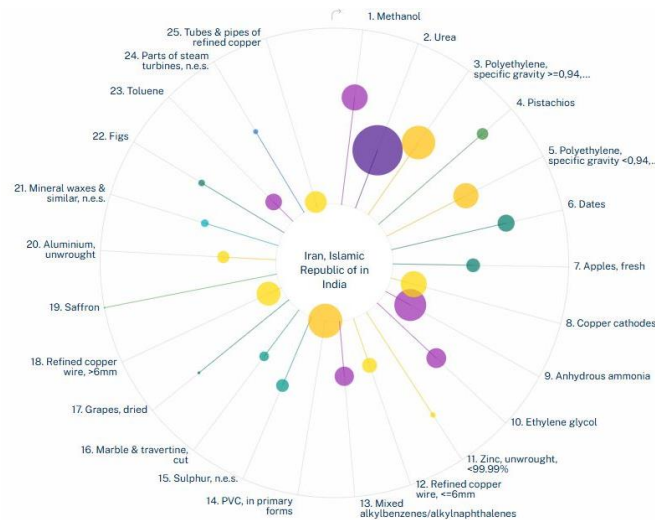 1. Methanol
2. Urea
3. Polyethylene,
specific gravity >=0,94,...
4. Pistachios
5. Polyethylene,
specific gravity <0,94,..
6. Dates
7. Apples, fresh
8. Copper cathodes
9. Anhydrous ammonia
10. Ethylene glycol
11. Zinc, unwrought,
<99.99%
12. Refined copper
wire, <=6mm
13. Mixed
alkylbenzenes/alkylnaphthalenes
14. PVC, in primary
forms
15. Sulphur, n.e.s.
16. Marble & travertine,
cut
17. Grapes, dried
18. Refined copper
wire, >6mm
19. Saffron
20. Aluminium,
unwrought
21. Mineral waxes &
similar, n.e.s.
22. Figs
23. Toluene
24. Parts of steam
turbines, n.e.s.
25. Tubes & pipes of
refined copper
Iran, Islamic
Republic of in
India